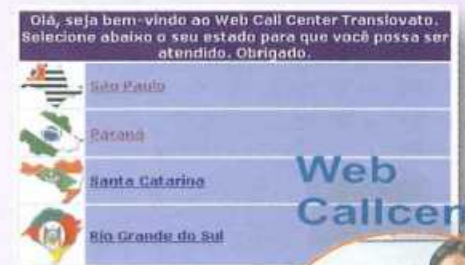 Olá, seja bem-vindo ao Web Call Center Translovato.
Selecione abaixo o seu estado para que você possa ser
atendido. Obrigado.
São Paulo
Paraná
Santa Catarina
Rio Grande do Sul
Web
Callcer